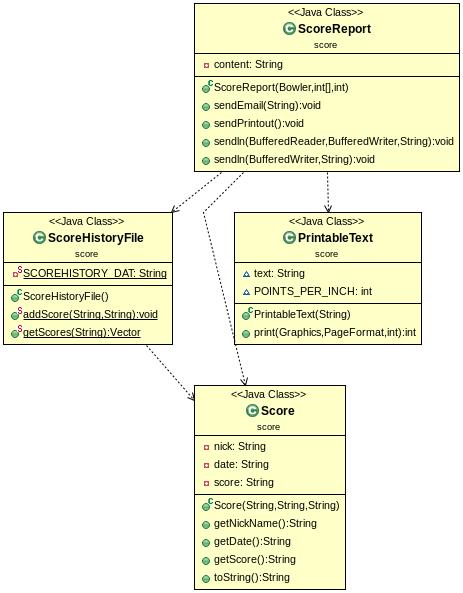 <<Java Class>>
ScoreReport
score
content: String
ScoreReport(Bowler,int[],int)
sendEmail(String):void
sendPrintout():void
sendln(BufferedReader,BufferedWriter,String):void
sendln(BufferedWriter,String):void
<<Java Class>>
ScoreHistoryFile
score
SCOREHISTORY_DAT: String
ScoreHistoryFile()
addScore(String,String):void
getScores(String):Vector
<<Java Class>>
PrintableText
score
text: String
POINTS_PER_INCH: int
PrintableText(String)
print(Graphics,PageFormat,int):int
<<Java Class>>
Score
score
nick: String
date: String
score: String
Score(String,String,String)
getNickName():String
getDate():String
getScore():String
toString():String